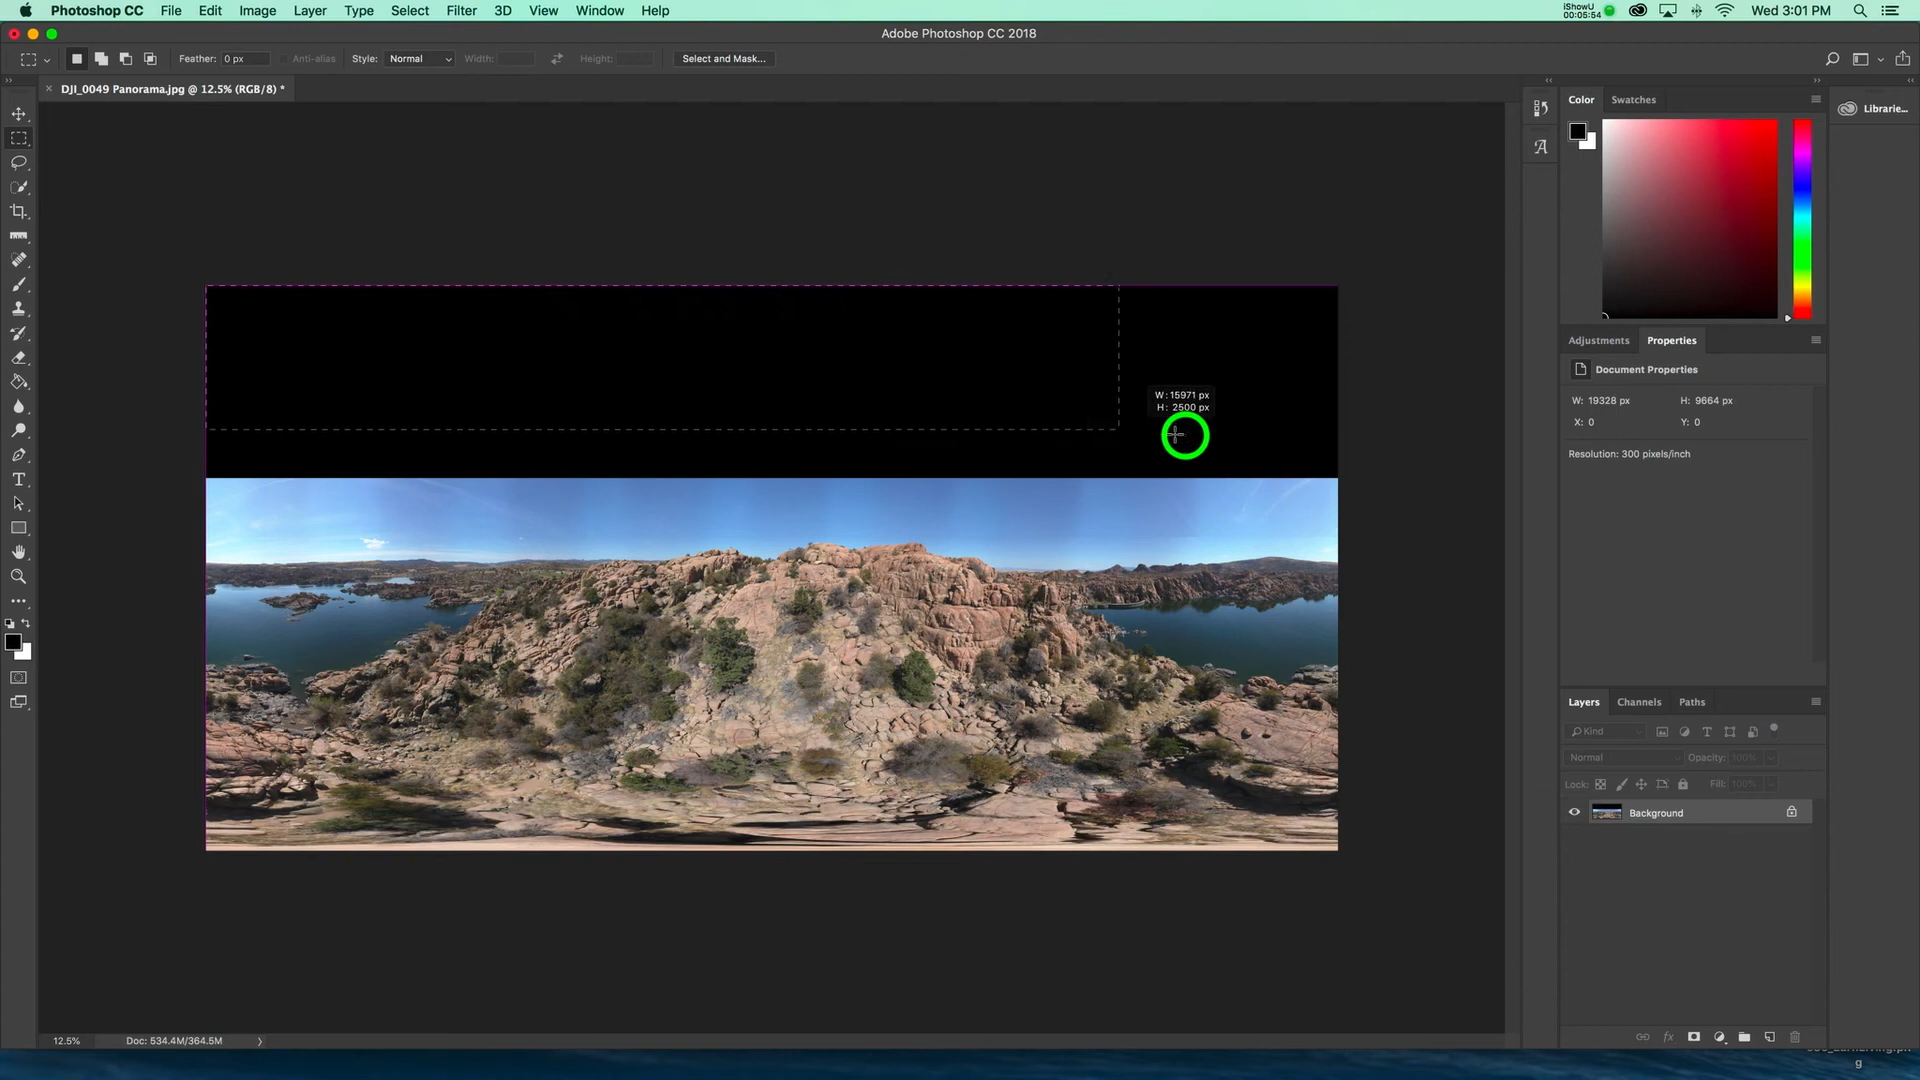 Photoshop CC File Edit Image Layer Type Select Filter 3D View Window Help
iShowU
00:05:54
Wed 3:01 PM
Adobe Photoshop CC 2018
Feather: 0 px Anti-alias Style: Normal Width: Height: Select and Mask...
DJI_0049 Panorama.jpg @ 12.5% (RGB/8) *
Color Swatches
Librarie...
W: 15971 px
H: 2500 px
Adjustments Properties
Document Properties
W: 19328 px H: 9664 px
X: 0 Y: 0
Resolution: 300 pixels/inch
Layers Channels Paths
Kind
Normal Opacity: 100%
Lock: Fill: 100%
Background
12.5% Doc: 534.4M/364.5M
g